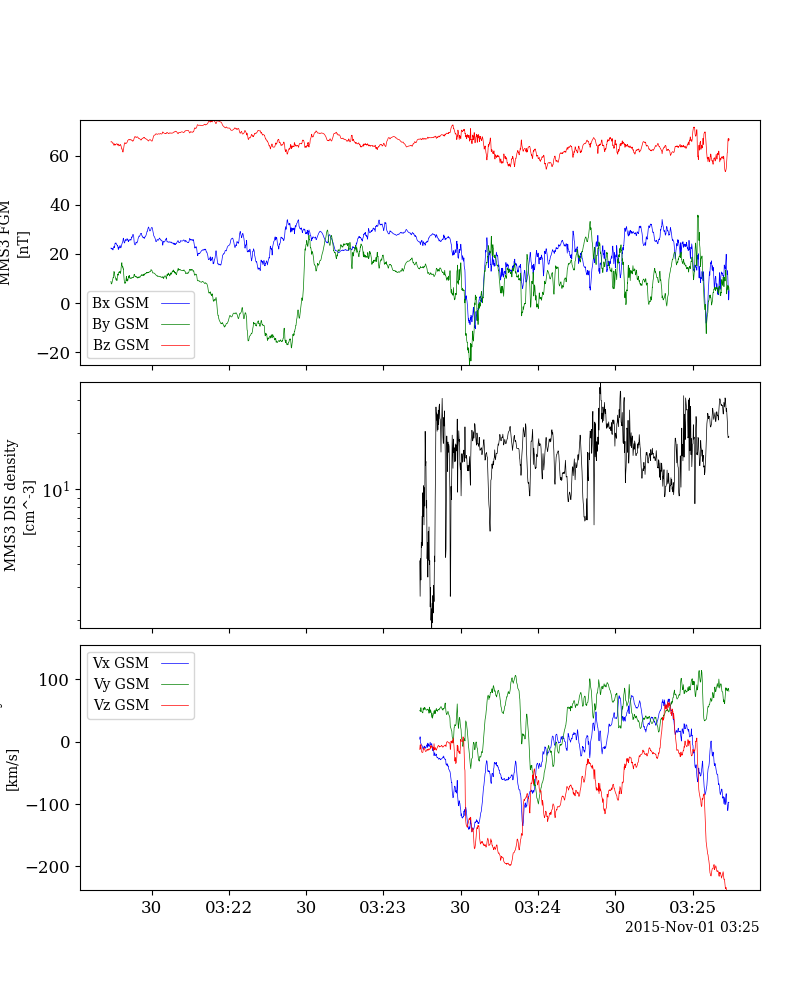 MMS3 FGM
[nT]
60
40
20
0
−20
Bx GSM
By GSM
Bz GSM
MMS3 DIS density
[cm^-3]
10^1
Vx GSM
Vy GSM
Vz GSM
[km/s]
100
0
−100
−200
30
03:22
30
03:23
30
03:24
30
03:25
2015-Nov-01 03:25